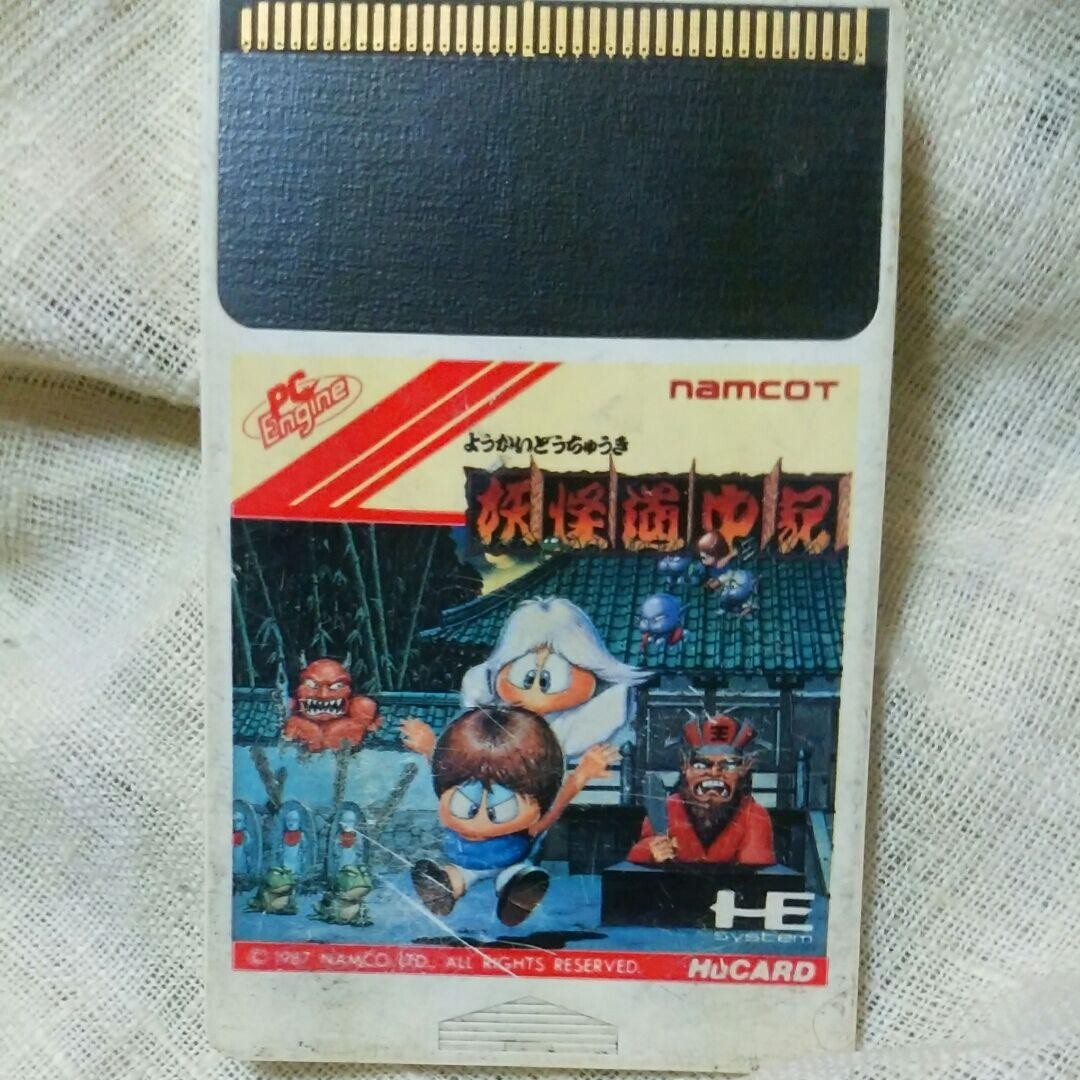 PC Engine
namcot
ようかいどうちゅうき
妖怪道中記
王
HE
system
© 1987 NAMCO LTD., ALL RIGHTS RESERVED.
HuCARD